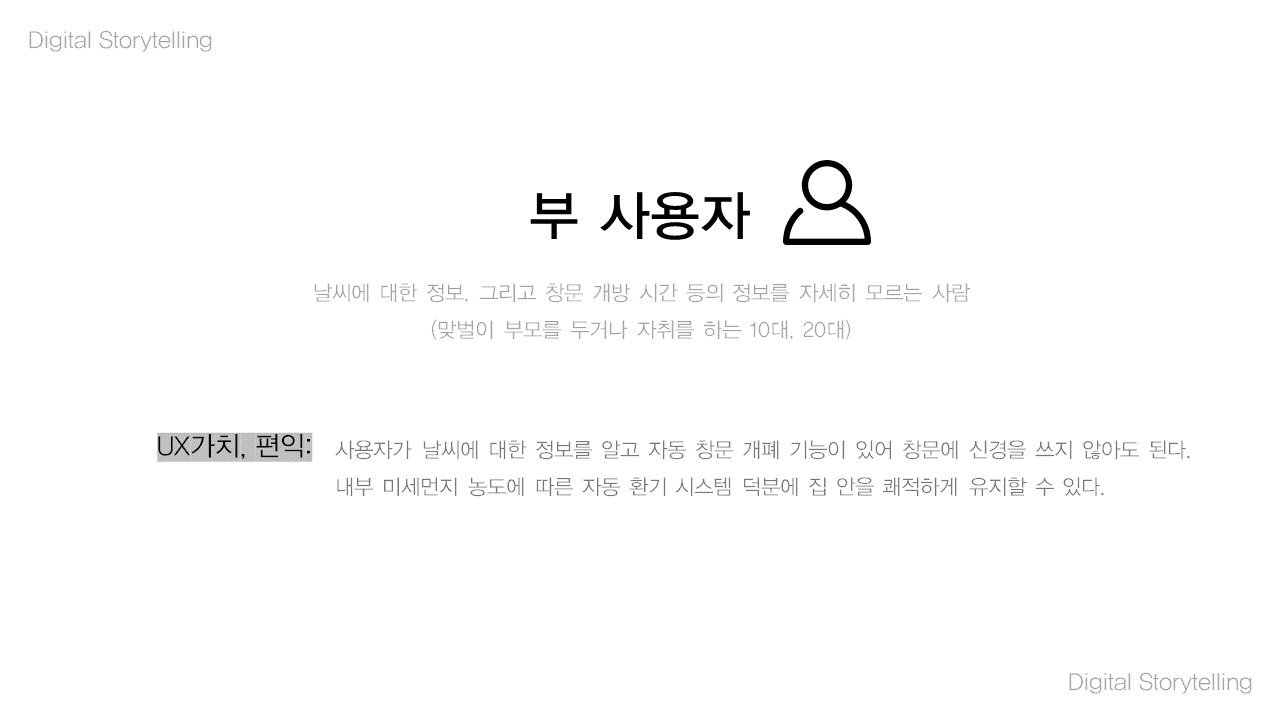 Digital Storytelling
부 사용자
날씨에 대한 정보, 그리고 창문 개방 시간 등의 정보를 자세히 모르는 사람
(맞벌이 부모를 두거나 자취를 하는 10대, 20대)
UX가치, 편익: 사용자가 날씨에 대한 정보를 알고 자동 창문 개폐 기능이 있어 창문에 신경을 쓰지 않아도 된다.
내부 미세먼지 농도에 따른 자동 환기 시스템 덕분에 집 안을 쾌적하게 유지할 수 있다.
Digital Storytelling